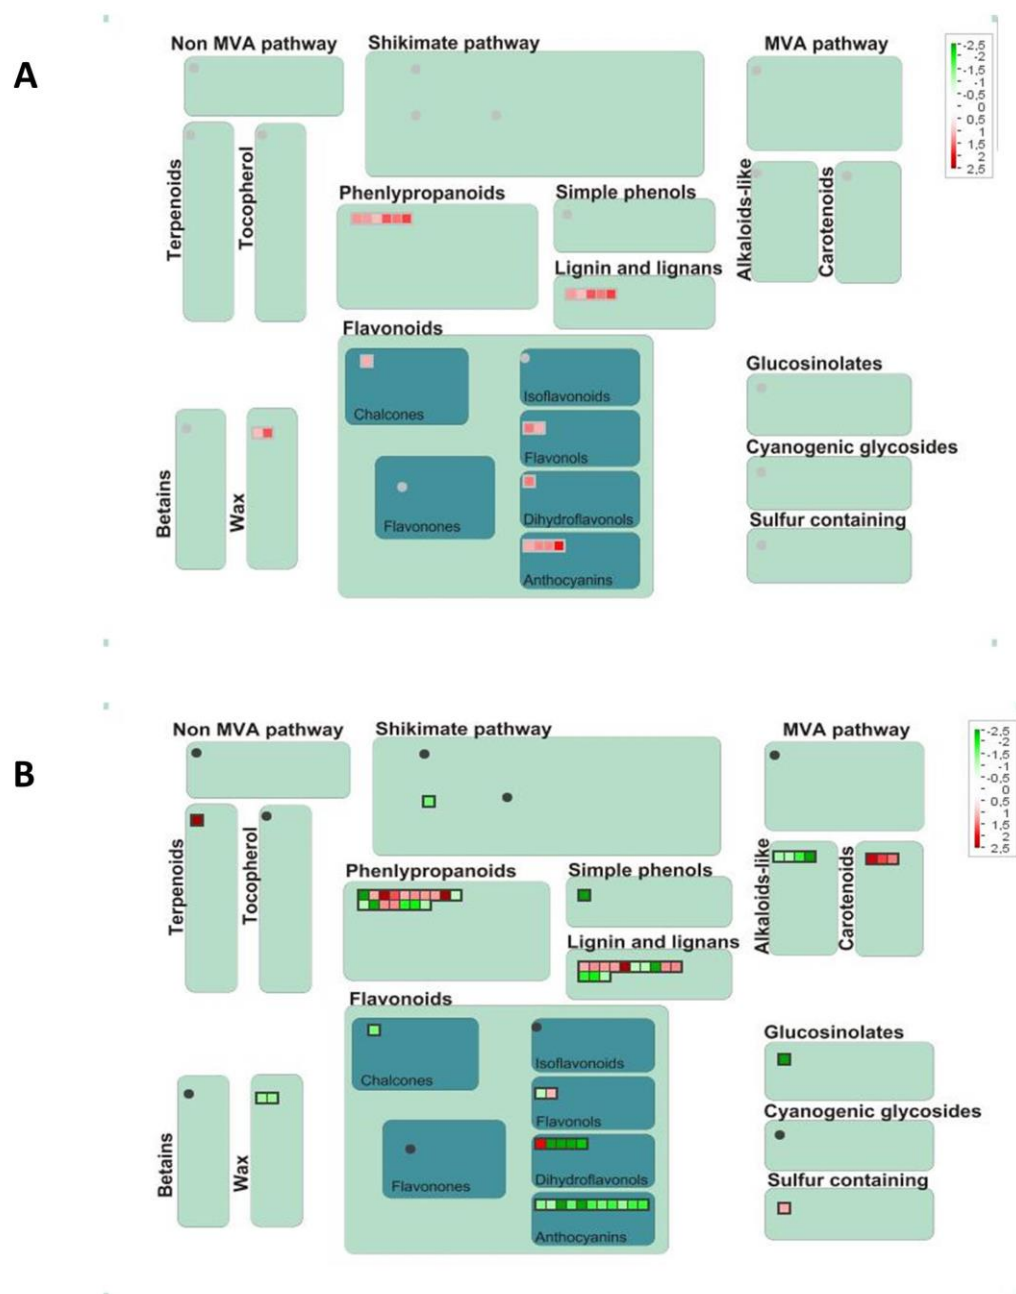 A
Non MVA pathway
Shikimate pathway
MVA pathway
-2,5
-2
-1,5
-1
-0,5
0
0,5
1
1,5
2
2,5
Terpenoids
Tocopherol
Phenlypropanoids
Simple phenols
Lignin and lignans
Alkaloids-like
Carotenoids
Flavonoids
Chalcones
Isoflavonoids
Flavonols
Flavonones
Dihydroflavonols
Anthocyanins
Betains
Wax
Glucosinolates
Cyanogenic glycosides
Sulfur containing
B
Non MVA pathway
Shikimate pathway
MVA pathway
-2,5
-2
-1,5
-1
-0,5
0
0,5
1
1,5
2
2,5
Terpenoids
Tocopherol
Phenlypropanoids
Simple phenols
Lignin and lignans
Alkaloids-like
Carotenoids
Flavonoids
Chalcones
Isoflavonoids
Flavonols
Flavonones
Dihydroflavonols
Anthocyanins
Betains
Wax
Glucosinolates
Cyanogenic glycosides
Sulfur containing